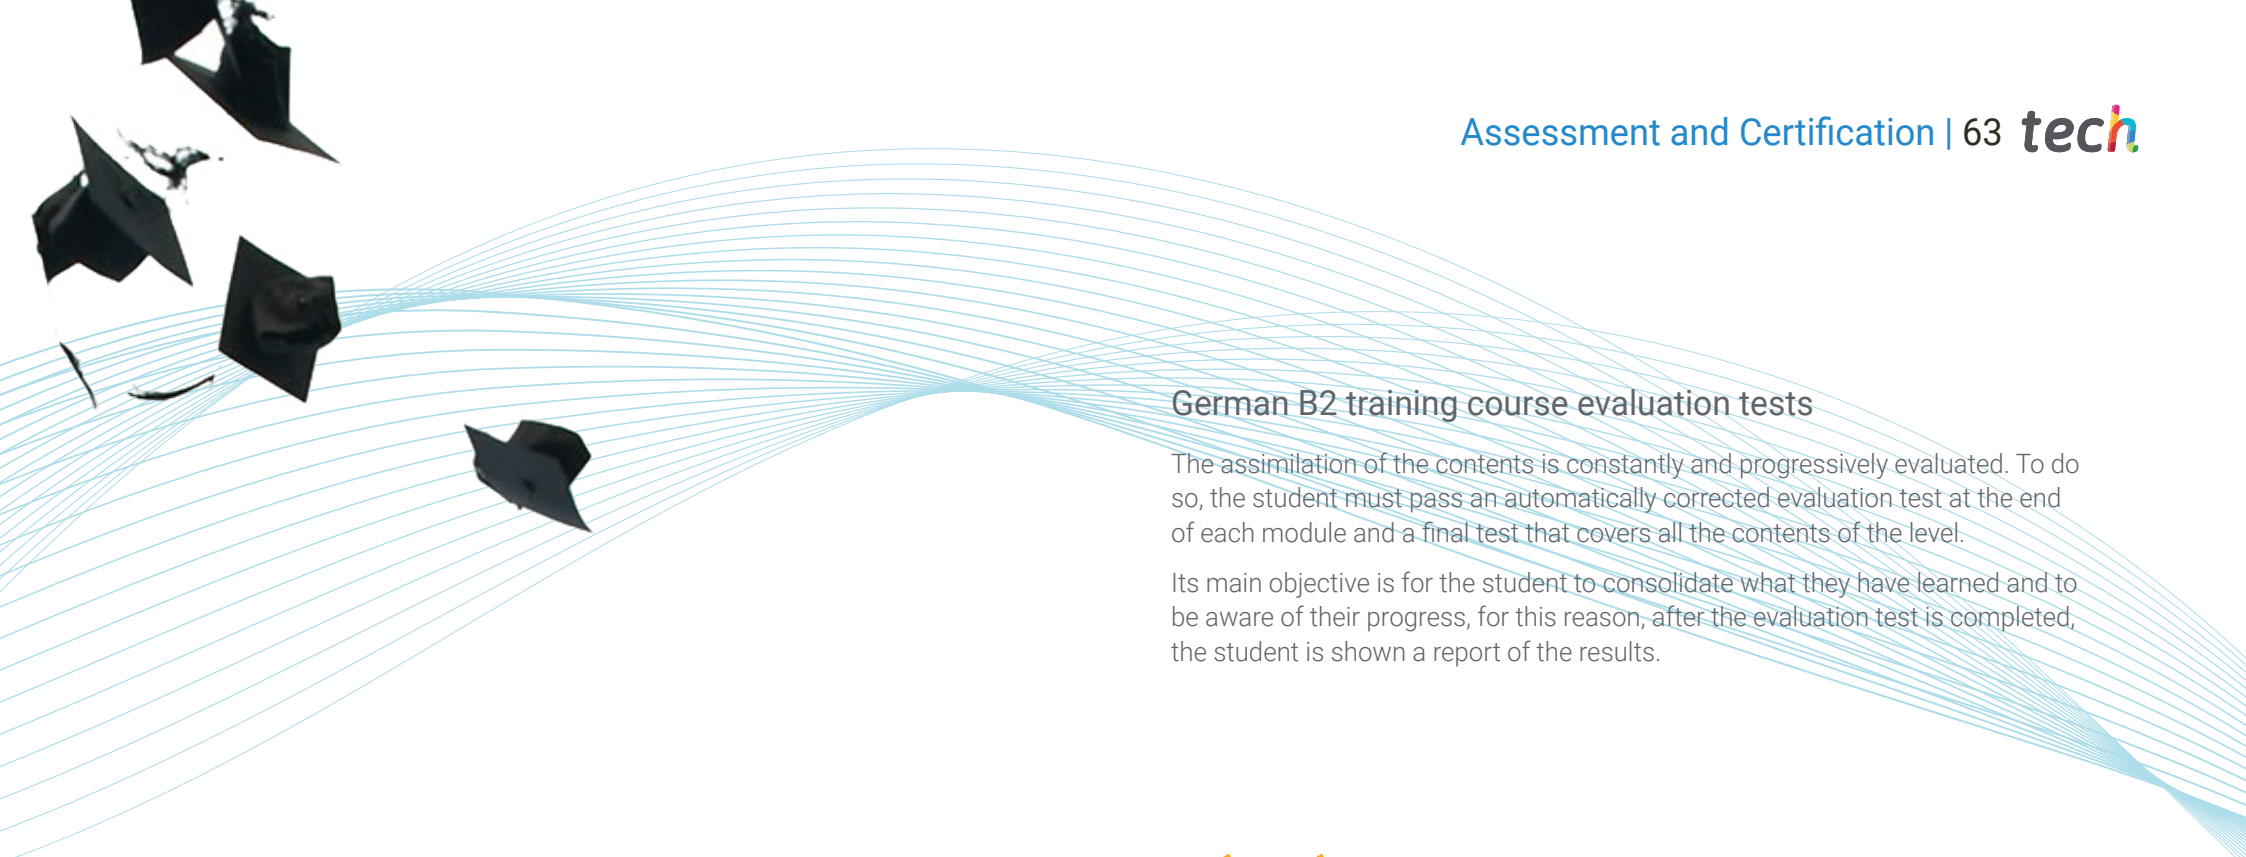 Assessment and Certification | 63 tech
German B2 training course evaluation tests
The assimilation of the contents is constantly and progressively evaluated. To do
so, the student must pass an automatically corrected evaluation test at the end
of each module and a final test that covers all the contents of the level.
Its main objective is for the student to consolidate what they have learned and to
be aware of their progress, for this reason, after the evaluation test is completed,
the student is shown a report of the results.